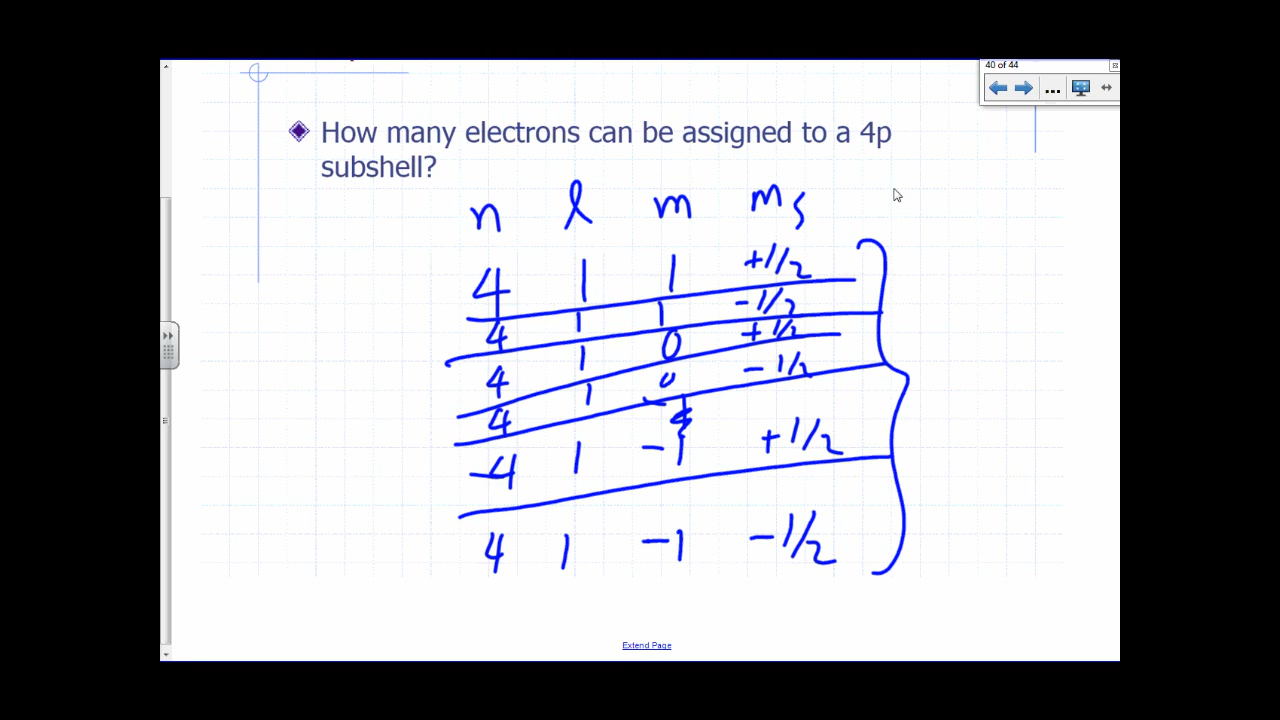 40 of 44
How many electrons can be assigned to a 4p
subshell?
n l m ms
4 1 1 +1/2
4 1 1 -1/2
4 1 0 +1/2
4 1 0 -1/2
4 1 -1 +1/2
4 1 -1 -1/2
Extend Page